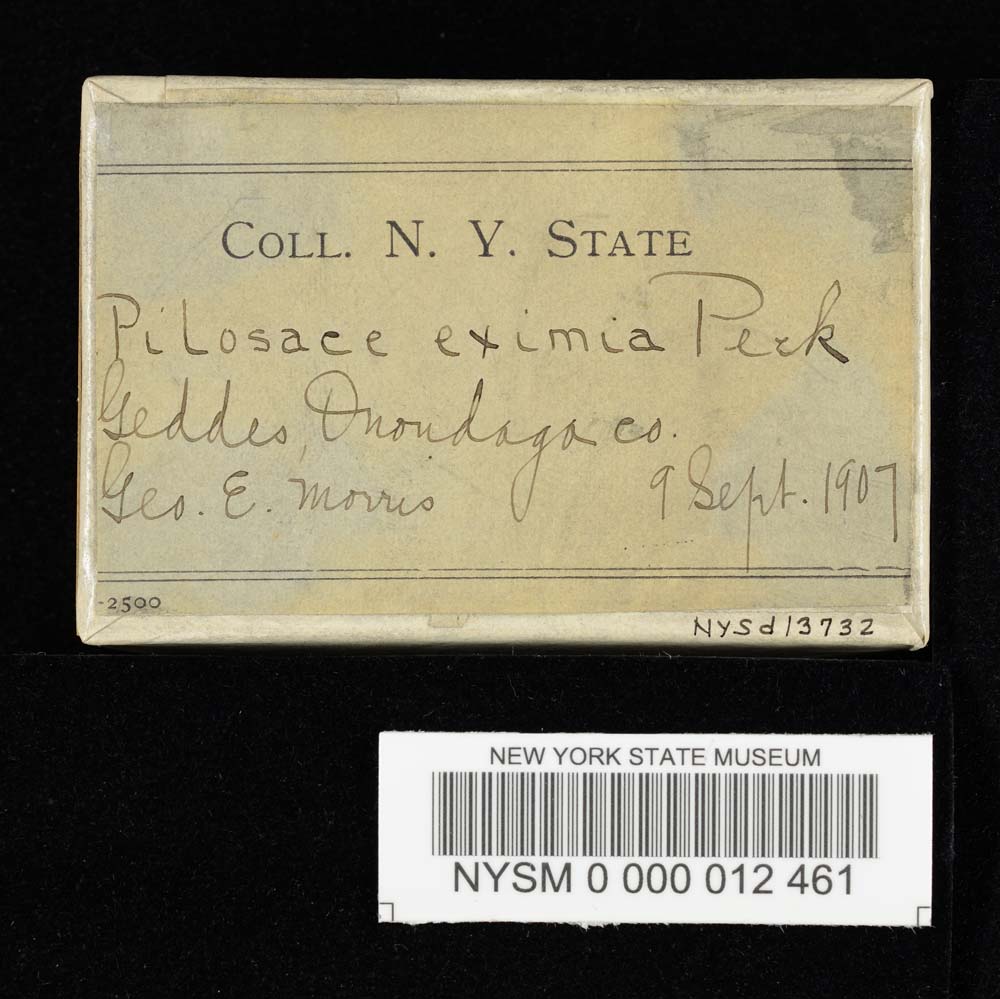 COLL. N. Y. STATE
Pilosace eximia Peck
Geddes, Onondaga co.
Geo. E. Morris 9 Sept. 1907
-2500
NYSd13732
NEW YORK STATE MUSEUM
NYSM 0 000 012 461